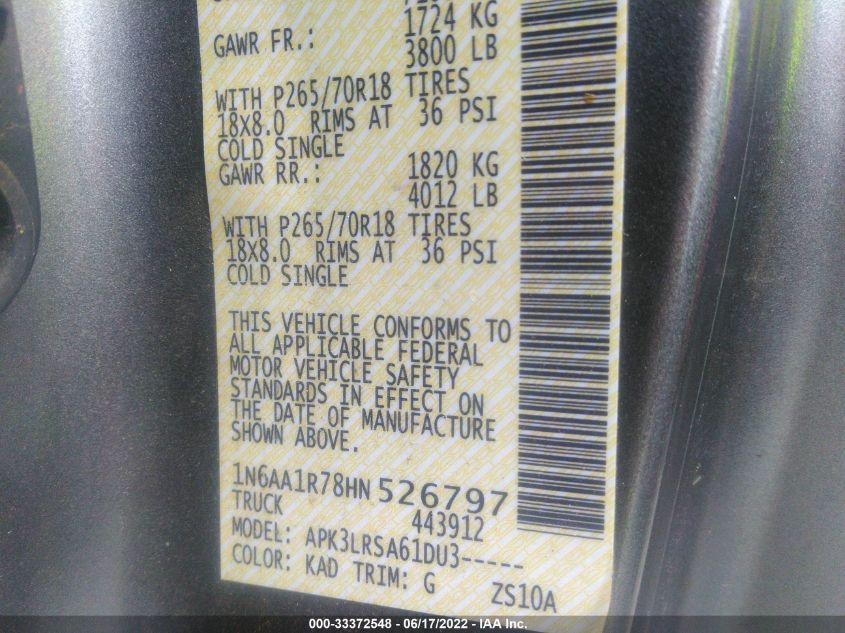 1724 KG
GAWR FR.: 3800 LB
WITH P265/70R18 TIRES
18X8.0 RIMS AT 36 PSI
COLD SINGLE
GAWR RR.: 1820 KG
4012 LB
WITH P265/70R18 TIRES
18X8.0 RIMS AT 36 PSI
COLD SINGLE
THIS VEHICLE CONFORMS TO
ALL APPLICABLE FEDERAL
MOTOR VEHICLE SAFETY
STANDARDS IN EFFECT ON
THE DATE OF MANUFACTURE
SHOWN ABOVE.
1N6AA1R78HN 526797
TRUCK 443912
MODEL: APK3LRSA61DU3-----
COLOR: KAD TRIM: G ZS10A
000-33372548 - 06/17/2022 - IAA Inc.